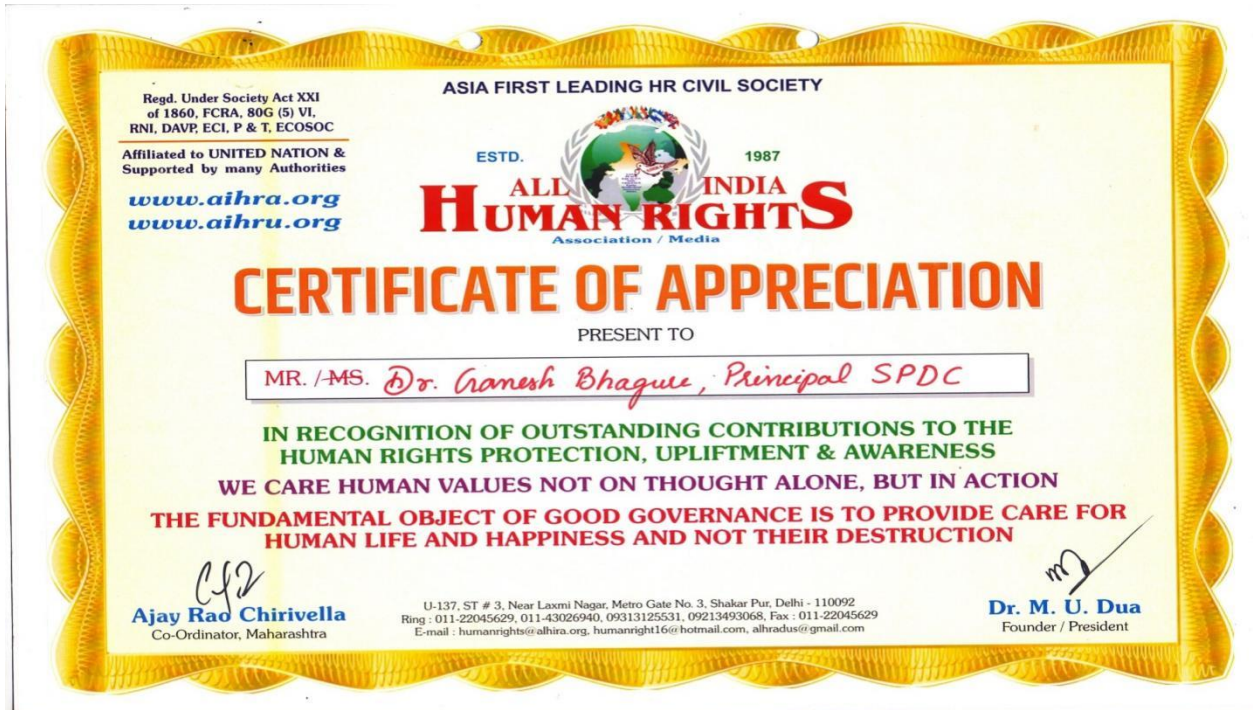 Regd. Under Society Act XXI
of 1860, FCRA, 80G (5) VI,
RNI, DAVP, ECI, P & T, ECOSOC
Affiliated to UNITED NATION &
Supported by many Authorities
www.aihra.org
www.aihru.org
ASIA FIRST LEADING HR CIVIL SOCIETY
ESTD. 1987
ALL INDIA
HUMAN RIGHTS
Association / Media
CERTIFICATE OF APPRECIATION
PRESENT TO
MR. / MS. Dr. Ganesh Bhagure, Principal SPDC
IN RECOGNITION OF OUTSTANDING CONTRIBUTIONS TO THE
HUMAN RIGHTS PROTECTION, UPLIFTMENT & AWARENESS
WE CARE HUMAN VALUES NOT ON THOUGHT ALONE, BUT IN ACTION
THE FUNDAMENTAL OBJECT OF GOOD GOVERNANCE IS TO PROVIDE CARE FOR
HUMAN LIFE AND HAPPINESS AND NOT THEIR DESTRUCTION
Ajay Rao Chirivella
Co-Ordinator, Maharashtra
U-137, ST # 3, Near Laxmi Nagar, Metro Gate No. 3, Shakar Pur, Delhi - 110092
Ring : 011-22045629, 011-43026940, 09313125531, 09213493068, Fax : 011-22045629
E-mail : humanrights@alhira.org, humanright16@hotmail.com, alhradus@gmail.com
Dr. M. U. Dua
Founder / President